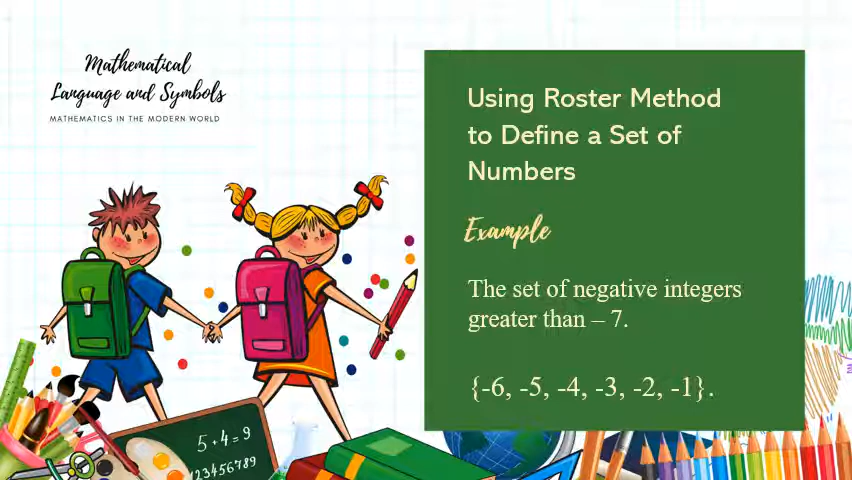 Mathematical
Language and Symbols
MATHEMATICS IN THE MODERN WORLD
Using Roster Method
to Define a Set of
Numbers
Example
The set of negative integers
greater than – 7.
{-6, -5, -4, -3, -2, -1}.
5+4=9
123456789